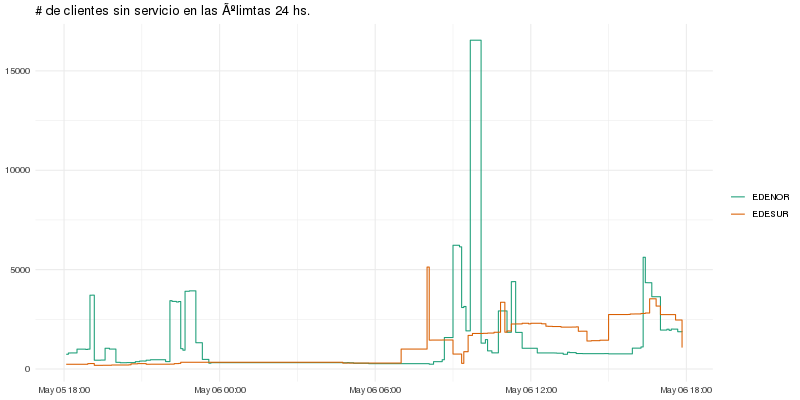 # de clientes sin servicio en las Ãºlimtas 24 hs.
15000
10000
5000
0
May 05 18:00
May 06 00:00
May 06 06:00
May 06 12:00
May 06 18:00
EDENOR
EDESUR